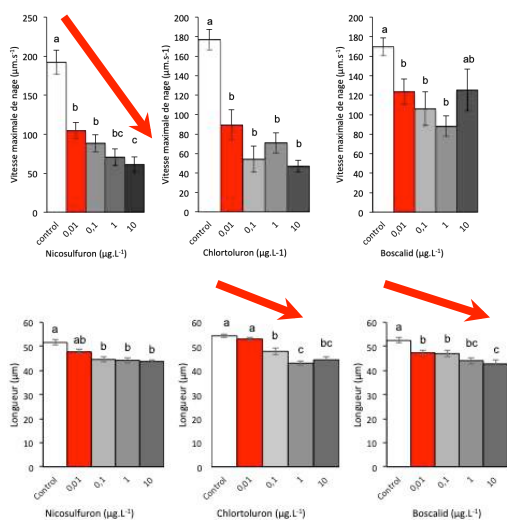 Vitesse maximale de nage (µm.s⁻¹)
250
200
150
100
50
0
a
b
b
bc
c
control
0,01
0,1
1
10
Nicosulfuron (µg.L⁻¹)
Vitesse maximale de nage (µm.s-1)
180
160
140
120
100
80
60
40
20
0
a
b
b
b
b
control
0,01
0,1
1
10
Chlortoluron (µg.L-1)
Vitesse maximale de nage (µm.s⁻¹)
200
180
160
140
120
100
80
60
40
20
0
a
b
b
b
ab
control
0,01
0,1
1
10
Boscalid (µg.L⁻¹)
Longueur (µm)
60
50
40
30
20
10
0
a
ab
b
b
b
Control
0,01
0,1
1
10
Nicosulfuron (µg.L⁻¹)
Longueur (µm)
60
50
40
30
20
10
0
a
a
b
c
bc
Control
0,01
0,1
1
10
Chlortoluron (µg.L⁻¹)
Longueur (µm)
60
50
40
30
20
10
0
a
b
b
bc
c
Control
0,01
0,1
1
10
Boscalid (µg.L⁻¹)